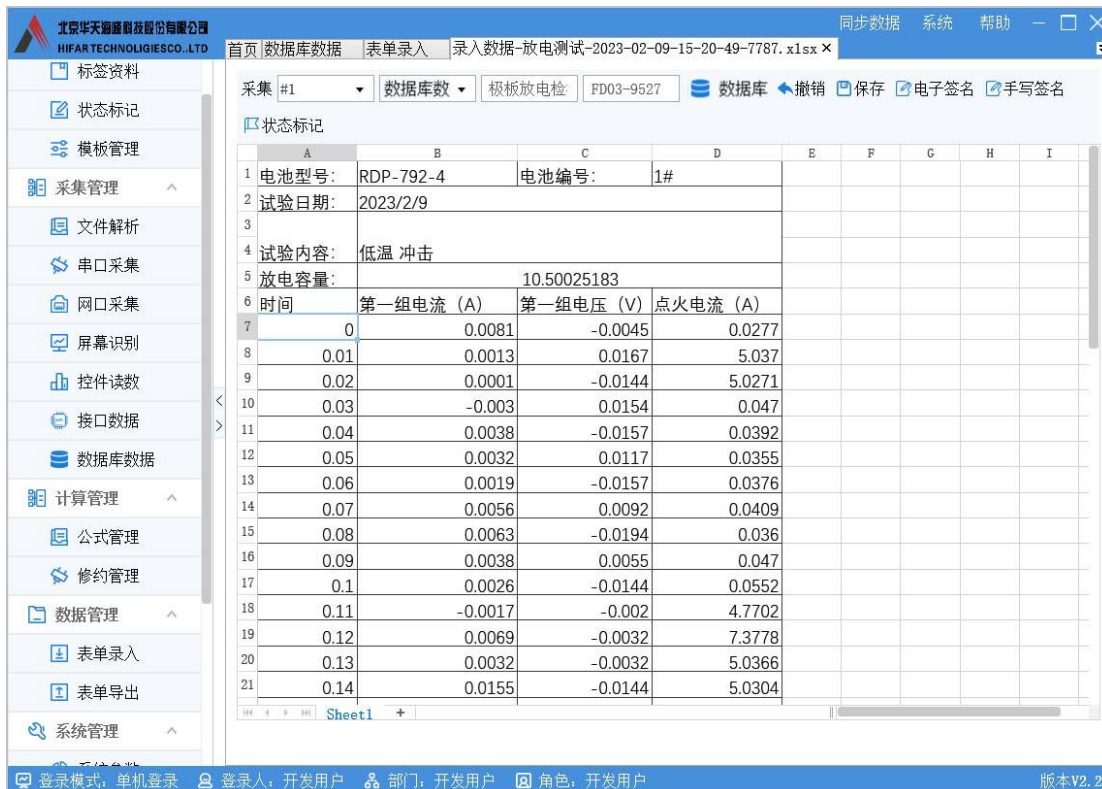 北京华天海峰科技股份有限公司
HIFAR TECHNOLIGIESCO..LTD
同步数据 系统 帮助
首页 数据库数据 表单录入 录入数据-放电测试-2023-02-09-15-20-49-7787.xlsx ×
标签资料
状态标记
模板管理
采集管理
文件解析
串口采集
网口采集
屏幕识别
控件读数
接口数据
数据库数据
计算管理
公式管理
修约管理
数据管理
表单录入
表单导出
系统管理
采集 #1 数据库数 极板放电检 FD03-9527 数据库 撤销 保存 电子签名 手写签名
状态标记
A B C D E F G H I
1 电池型号： RDP-792-4 电池编号： 1#
2 试验日期： 2023/2/9
3
4 试验内容： 低温 冲击
5 放电容量： 10.50025183
6 时间 第一组电流（A） 第一组电压（V） 点火电流（A）
7 0 0.0081 -0.0045 0.0277
8 0.01 0.0013 0.0167 5.037
9 0.02 0.0001 -0.0144 5.0271
10 0.03 -0.003 0.0154 0.047
11 0.04 0.0038 -0.0157 0.0392
12 0.05 0.0032 0.0117 0.0355
13 0.06 0.0019 -0.0157 0.0376
14 0.07 0.0056 0.0092 0.0409
15 0.08 0.0063 -0.0194 0.036
16 0.09 0.0038 0.0055 0.047
17 0.1 0.0026 -0.0144 0.0552
18 0.11 -0.0017 -0.002 4.7702
19 0.12 0.0069 -0.0032 7.3778
20 0.13 0.0032 -0.0032 5.0366
21 0.14 0.0155 -0.0144 5.0304
Sheet1 +
登录模式：单机登录 登录人：开发用户 部门：开发用户 角色：开发用户 版本V2.2